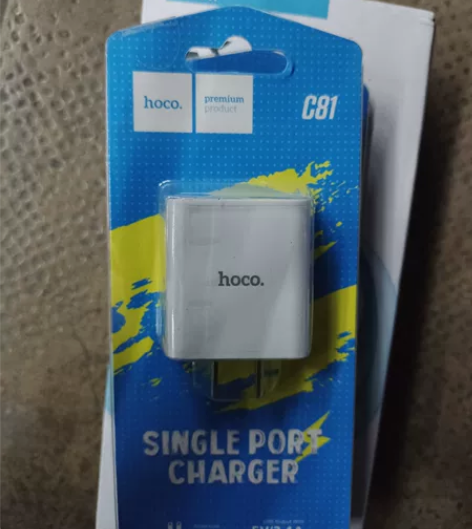 hoco.
premium
product
C81
hoco.
SINGLE PORT
CHARGER